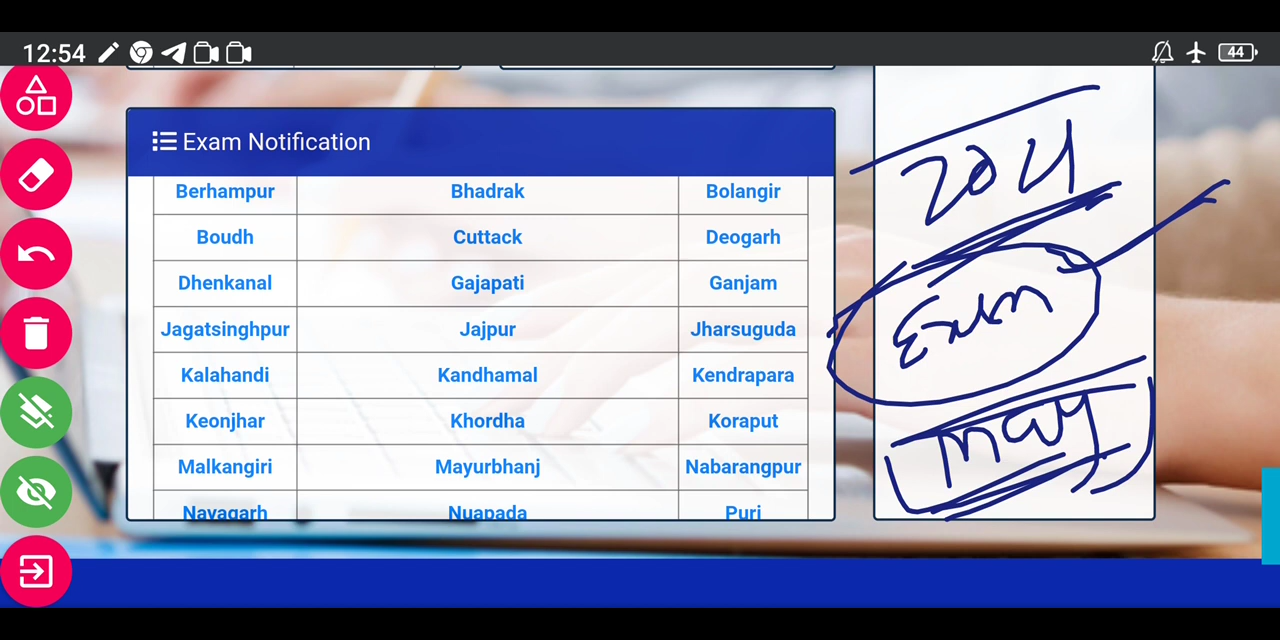 12:54
44
Exam Notification
Berhampur Bhadrak Bolangir
Boudh Cuttack Deogarh
Dhenkanal Gajapati Ganjam
Jagatsinghpur Jajpur Jharsuguda
Kalahandi Kandhamal Kendrapara
Keonjhar Khordha Koraput
Malkangiri Mayurbhanj Nabarangpur
Nayagarh Nuapada Puri
Exam
May